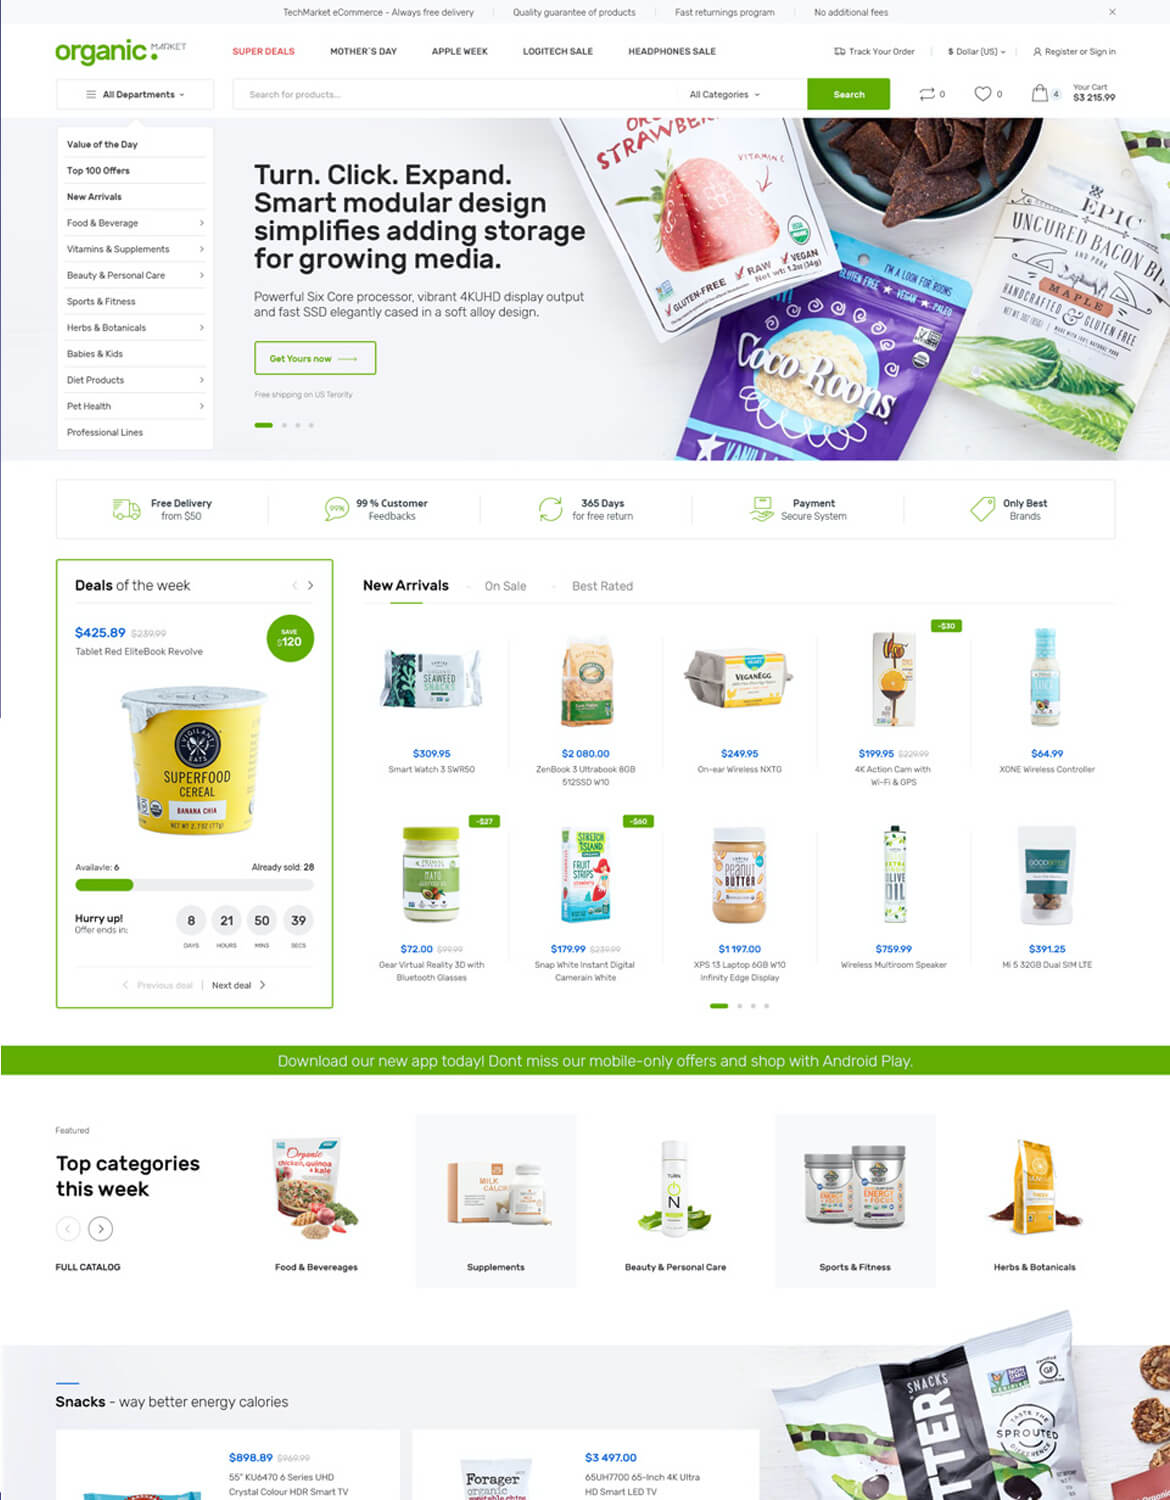 TechMarket eCommerce - Always free delivery
Quality guarantee of products
Fast returnings program
No additional fees
organic. MARKET
SUPER DEALS
MOTHER`S DAY
APPLE WEEK
LOGITECH SALE
HEADPHONES SALE
Track Your Order
$ Dollar (US)
Register or Sign in
All Departments
Search for products...
All Categories
Search
0
0
4
Your Cart
$3 215.99
Value of the Day
Top 100 Offers
New Arrivals
Food & Beverage
Vitamins & Supplements
Beauty & Personal Care
Sports & Fitness
Herbs & Botanicals
Babies & Kids
Diet Products
Pet Health
Professional Lines
Turn. Click. Expand.
Smart modular design
simplifies adding storage
for growing media.
Powerful Six Core processor, vibrant 4KUHD display output
and fast SSD elegantly cased in a soft alloy design.
Get Yours now
Free shipping on US Terority
VITAMIN C
GLUTEN-FREE
RAW
VEGAN
Net wt: 1.2oz (34g)
I'M A LOOK FOR ROONS
GLUTEN FREE ★ VEGAN ★ PALEO
Coco-Roons
EPIC
UNCURED BACON
AND PORK
MAPLE
HANDCRAFTED & GLUTEN FREE
Free Delivery
from $50
99%
99 % Customer
Feedbacks
365 Days
for free return
Payment
Secure System
Only Best
Brands
Deals of the week
$425.89 $239.99
Tablet Red EliteBook Revolve
SAVE
$120
VIGILANT
EATS
SUPERFOOD
CEREAL
BANANA CHIA
NET WT 2.7OZ (77g)
Availavle: 6
Already sold: 28
Hurry up!
Offer ends in:
8
21
50
39
DAYS
HOURS
MINS
SECS
Previous deal
Next deal
New Arrivals
On Sale
Best Rated
SEAWEED
SNACKS
VEGANEGG
-$30
$309.95
Smart Watch 3 SWR50
$2 080.00
ZenBook 3 Ultrabook 8GB
512SSD W10
$249.95
On-ear Wireless NXTG
$199.95 $229.99
4K Action Cam with
Wi-Fi & GPS
$64.99
XONE Wireless Controller
-$27
-$60
MAYO
STRETCH
ISLAND
FRUIT
STRIPS
PEANUT
BUTTER
EXTRA
OLIVE
OIL
$72.00 $99.99
Gear Virtual Reality 3D with
Bluetooth Glasses
$179.99 $239.99
Snap White Instant Digital
Camerain White
$1 197.00
XPS 13 Laptop 6GB W10
Infinity Edge Display
$759.99
Wireless Multiroom Speaker
$391.25
Mi 5 32GB Dual SIM LTE
Download our new app today! Dont miss our mobile-only offers and shop with Android Play.
Featured
Top categories
this week
FULL CATALOG
Organic
chicken, quinoa
+ kale
MILK
TURN
ON
SPORT
ENERGY
+ FOCUS
SPORT
ENERGY
+ FOCUS
Food & Bevereages
Supplements
Beauty & Personal Care
Sports & Fitness
Herbs & Botanicals
Snacks - way better energy calories
$898.89 $969.99
55" KU6470 6 Series UHD
Crystal Colour HDR Smart TV
Forager
organic
vegetable chips
$3 497.00
65UH7700 65-Inch 4K Ultra
HD Smart LED TV
SNACKS
NON
GMO
VERIFIED
Certified
GF
Gluten-Free
TASTE THE
SPROUTED
DIFFERENCE